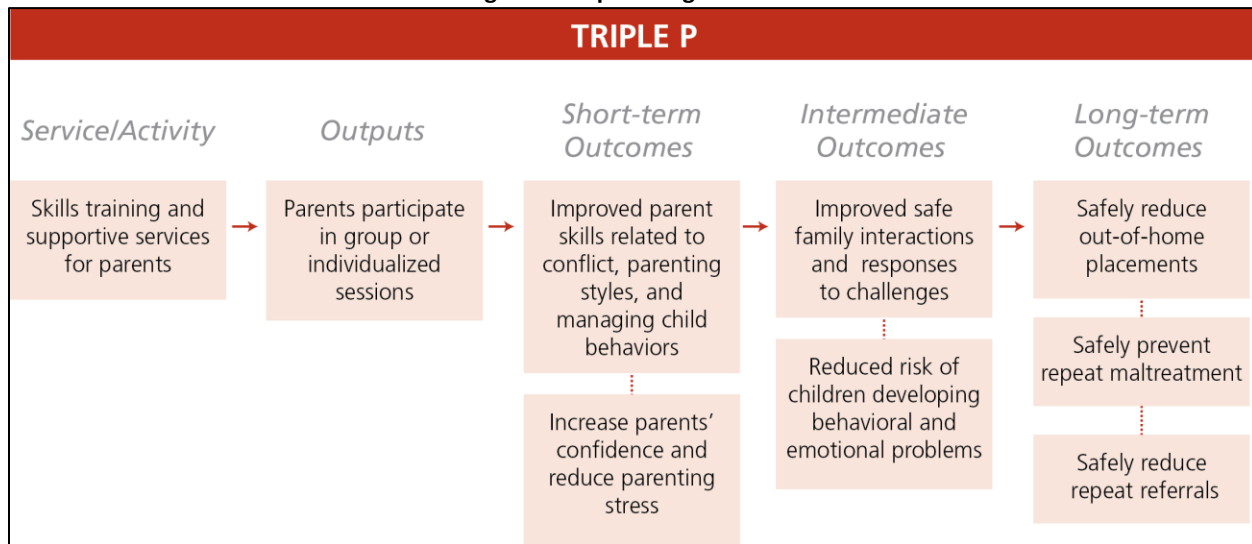 TRIPLE P
Service/Activity
Outputs
Short-term
Outcomes
Intermediate
Outcomes
Long-term
Outcomes
Skills training and
supportive services
for parents
Parents participate
in group or
individualized
sessions
Improved parent
skills related to
conflict, parenting
styles, and
managing child
behaviors
Increase parents’
confidence and
reduce parenting
stress
Improved safe
family interactions
and responses
to challenges
Reduced risk of
children developing
behavioral and
emotional problems
Safely reduce
out-of-home
placements
Safely prevent
repeat maltreatment
Safely reduce
repeat referrals